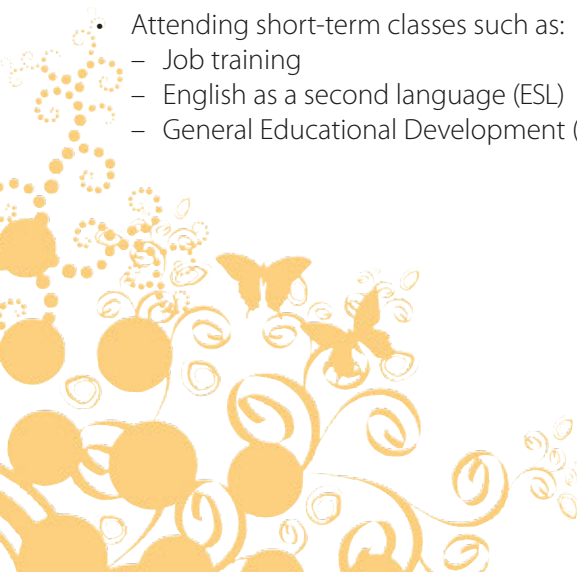 • Attending short-term classes such as:
– Job training
– English as a second language (ESL)
– General Educational Development (